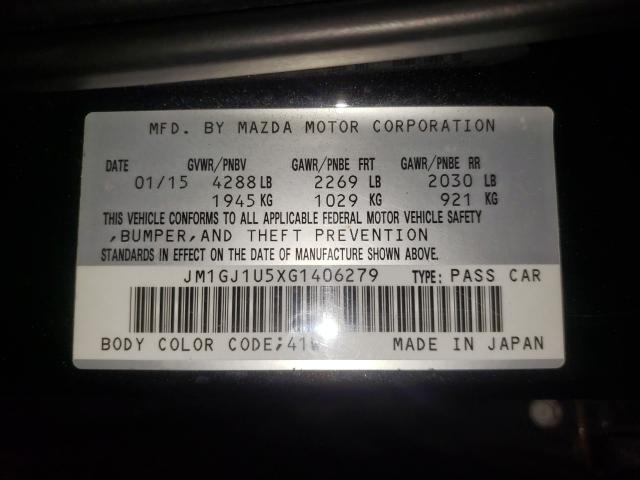 MFD. BY MAZDA MOTOR CORPORATION
DATE GVWR/PNBV GAWR/PNBE FRT GAWR/PNBE RR
01/15 4288 LB 2269 LB 2030 LB
1945 KG 1029 KG 921 KG
THIS VEHICLE CONFORMS TO ALL APPLICABLE FEDERAL MOTOR VEHICLE SAFETY
,BUMPER,AND THEFT PREVENTION
STANDARDS IN EFFECT ON THE DATE OF MANUFACTURE SHOWN ABOVE.
JM1GJ1U5XG1406279 TYPE: PASS CAR
BODY COLOR CODE;41W MADE IN JAPAN